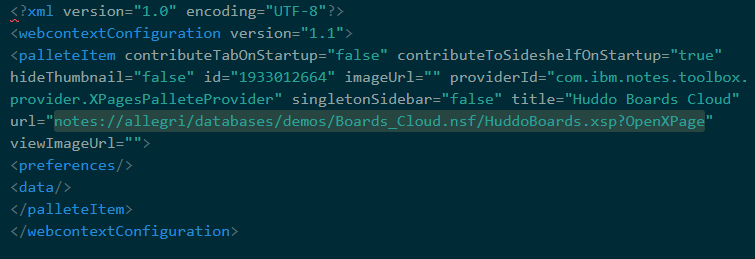 <?xml version="1.0" encoding="UTF-8"?>
<webcontextConfiguration version="1.1">
<palleteItem contributeTabOnStartup="false" contributeToSideshelfOnStartup="true"
hideThumbnail="false" id="1933012664" imageUrl="" providerId="com.ibm.notes.toolbox.
provider.XPagesPalleteProvider" singletonSidebar="false" title="Huddo Boards Cloud"
url="notes://allegri/databases/demos/Boards_Cloud.nsf/HuddoBoards.xsp?OpenXPage"
viewImageUrl="">
<preferences/>
<data/>
</palleteItem>
</webcontextConfiguration>